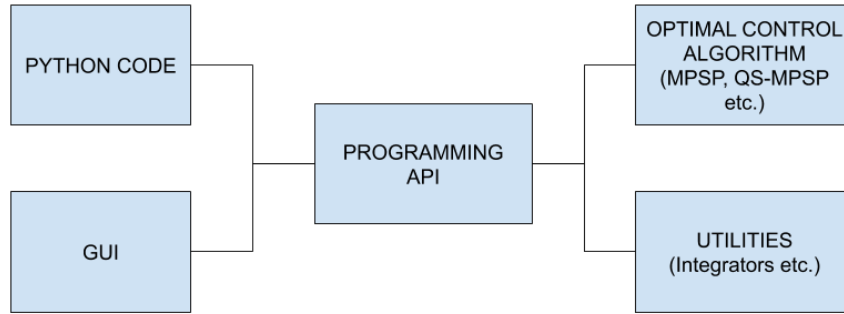 PYTHON CODE
GUI
PROGRAMMING
API
OPTIMAL CONTROL
ALGORITHM
(MPSP, QS-MPSP
etc.)
UTILITIES
(Integrators etc.)